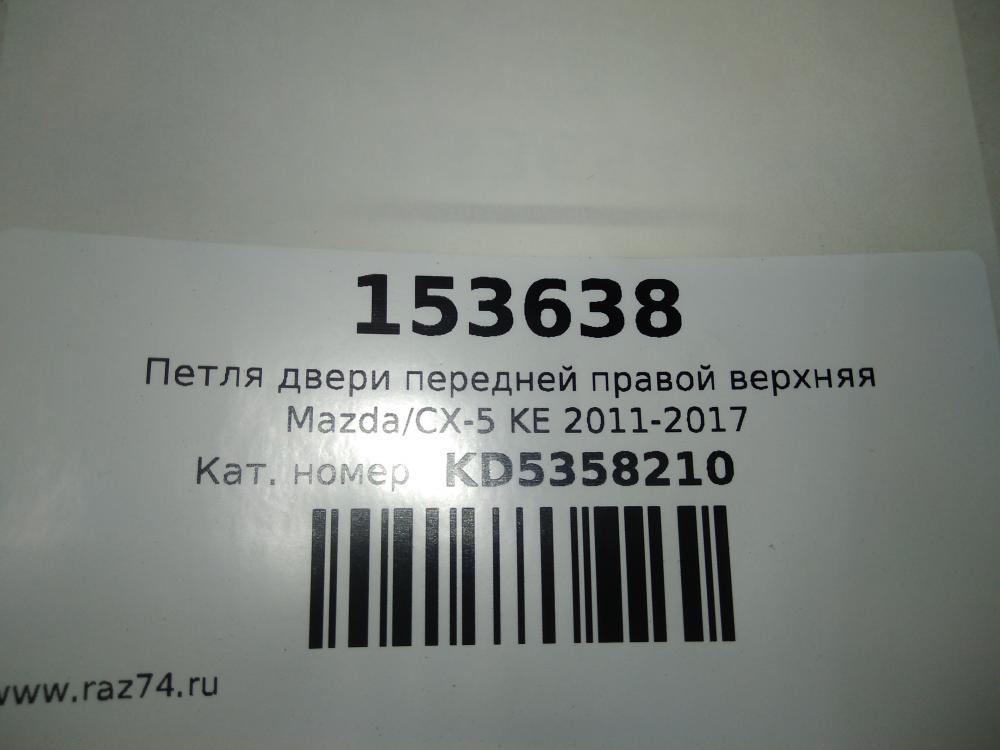 153638
Петля двери передней правой верхняя
Mazda/CX-5 KE 2011-2017
Кат. номер KD5358210
www.raz74.ru